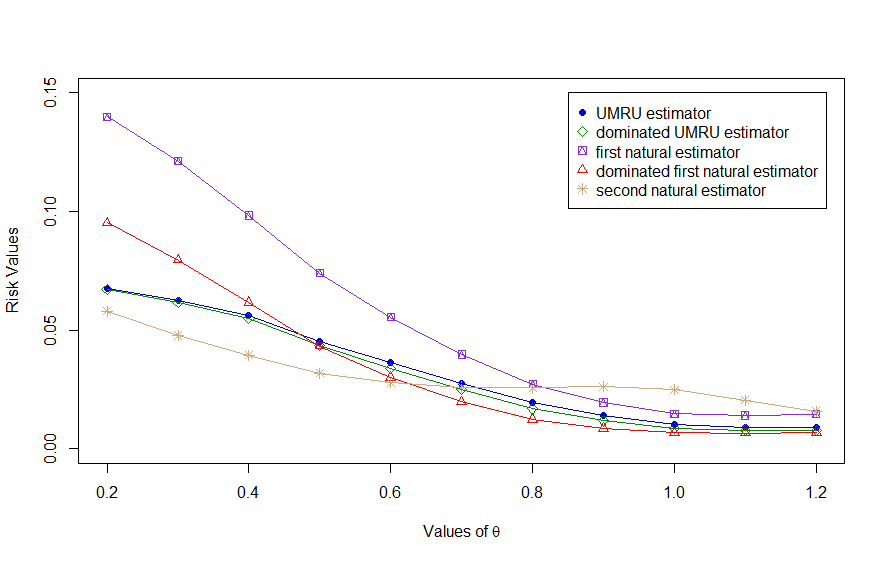 0.15
0.10
0.05
0.00
Risk Values
UMRU estimator
dominated UMRU estimator
first natural estimator
dominated first natural estimator
second natural estimator
0.2 0.4 0.6 0.8 1.0 1.2
Values of θ